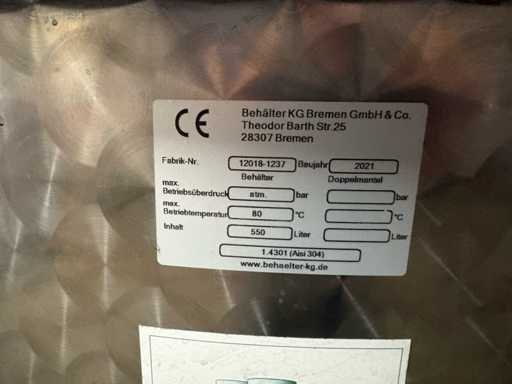 CE Behälter KG Bremen GmbH & Co.
Theodor Barth Str.25
28307 Bremen
Fabrik-Nr. 12018-1237 Baujahr 2021
Behälter Doppelmantel
max.
Betriebsüberdruck atm. bar bar
max.
Betriebtemperatur 80 °C °C
Inhalt 550 Liter Liter
1.4301 (Aisi 304)
www.behaelter-kg.de